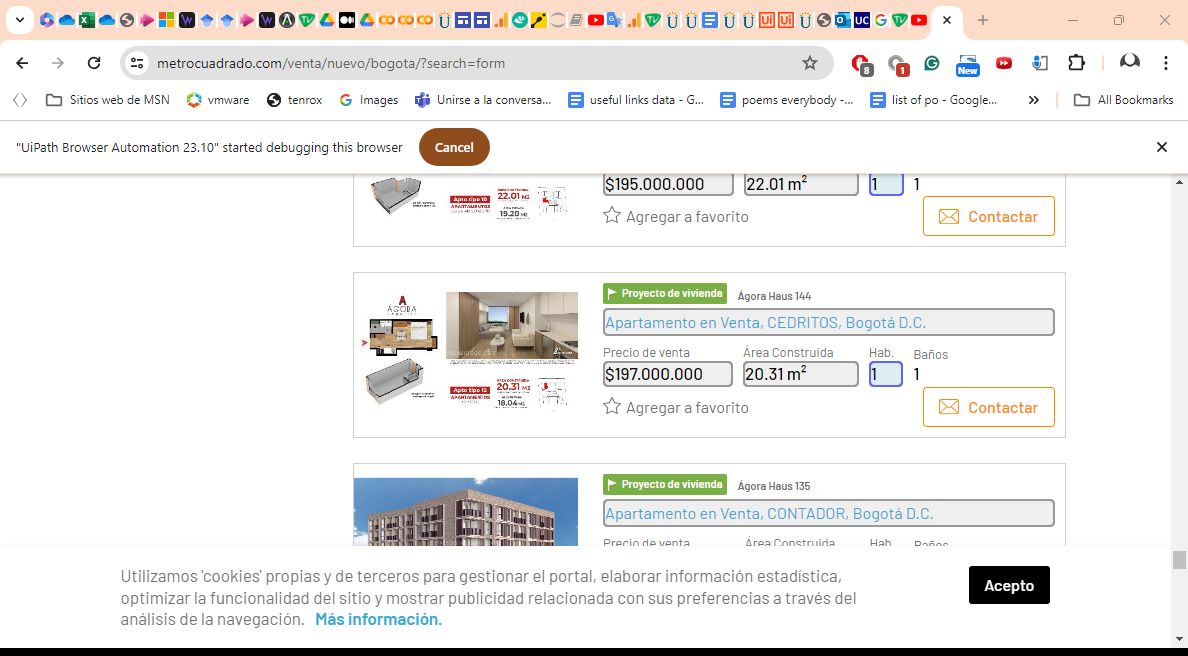 metrocuadrado.com/venta/nuevo/bogota/?search=form
8
1
New
Sitios web de MSN
vmware
tenrox
Images
Unirse a la conversa...
useful links data - G...
poems everybody -...
list of po - Google...
All Bookmarks
"UiPath Browser Automation 23.10" started debugging this browser
Cancel
$195.000.000
22.01 m²
1
1
Apto tipo 10
APARTAMENTOS
22.01 M2
19.20 M2
Agregar a favorito
Contactar
ÁGORA
Proyecto de vivienda
Ágora Haus 144
Apartamento en Venta, CEDRITOS, Bogotá D.C.
Precio de venta
Área Construida
Hab.
Baños
$197.000.000
20.31 m²
1
1
Apto tipo 12
APARTAMENTOS
ÁREA CONSTRUIDA
20.31 M2
18.04 M2
Agregar a favorito
Contactar
Proyecto de vivienda
Ágora Haus 135
Apartamento en Venta, CONTADOR, Bogotá D.C.
Precio de venta
Área Construida
Hab.
Baños
Utilizamos 'cookies' propias y de terceros para gestionar el portal, elaborar información estadística,
optimizar la funcionalidad del sitio y mostrar publicidad relacionada con sus preferencias a través del
análisis de la navegación. Más información.
Acepto